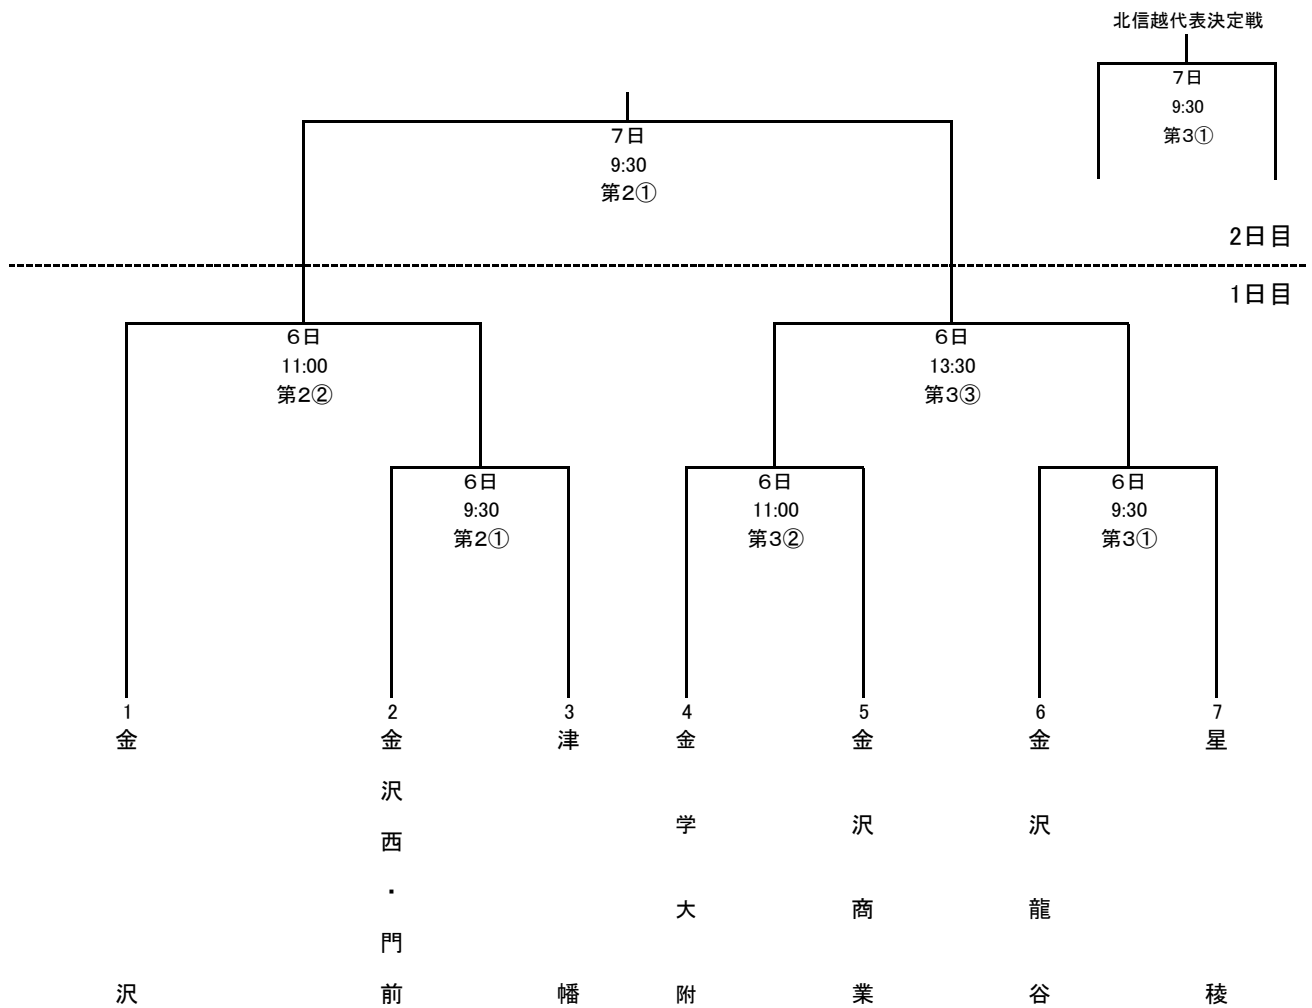 北信越代表決定戦
7日
9:30
第3①
7日
9:30
第2①
2日目
1日目
6日
11:00
第2②
6日
13:30
第3③
6日
9:30
第2①
6日
11:00
第3②
6日
9:30
第3①
1
金沢
2
金沢西・門前
3
津幡
4
金学大附
5
金沢商業
6
金沢龍谷
7
星稜